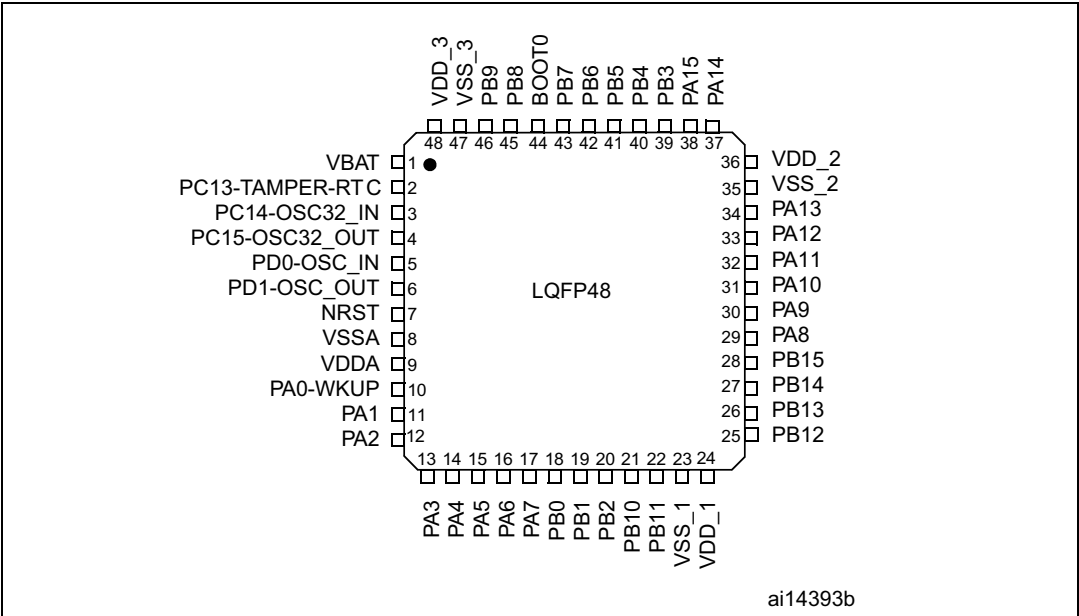 VDD_3
VSS_3
PB9
PB8
BOOT0
PB7
PB6
PB5
PB4
PB3
PA15
PA14
48 47 46 45 44 43 42 41 40 39 38 37
VBAT 1
PC13-TAMPER-RTC 2
PC14-OSC32_IN 3
PC15-OSC32_OUT 4
PD0-OSC_IN 5
PD1-OSC_OUT 6
NRST 7
VSSA 8
VDDA 9
PA0-WKUP 10
PA1 11
PA2 12
LQFP48
36 VDD_2
35 VSS_2
34 PA13
33 PA12
32 PA11
31 PA10
30 PA9
29 PA8
28 PB15
27 PB14
26 PB13
25 PB12
13 14 15 16 17 18 19 20 21 22 23 24
PA3
PA4
PA5
PA6
PA7
PB0
PB1
PB2
PB10
PB11
VSS_1
VDD_1
ai14393b